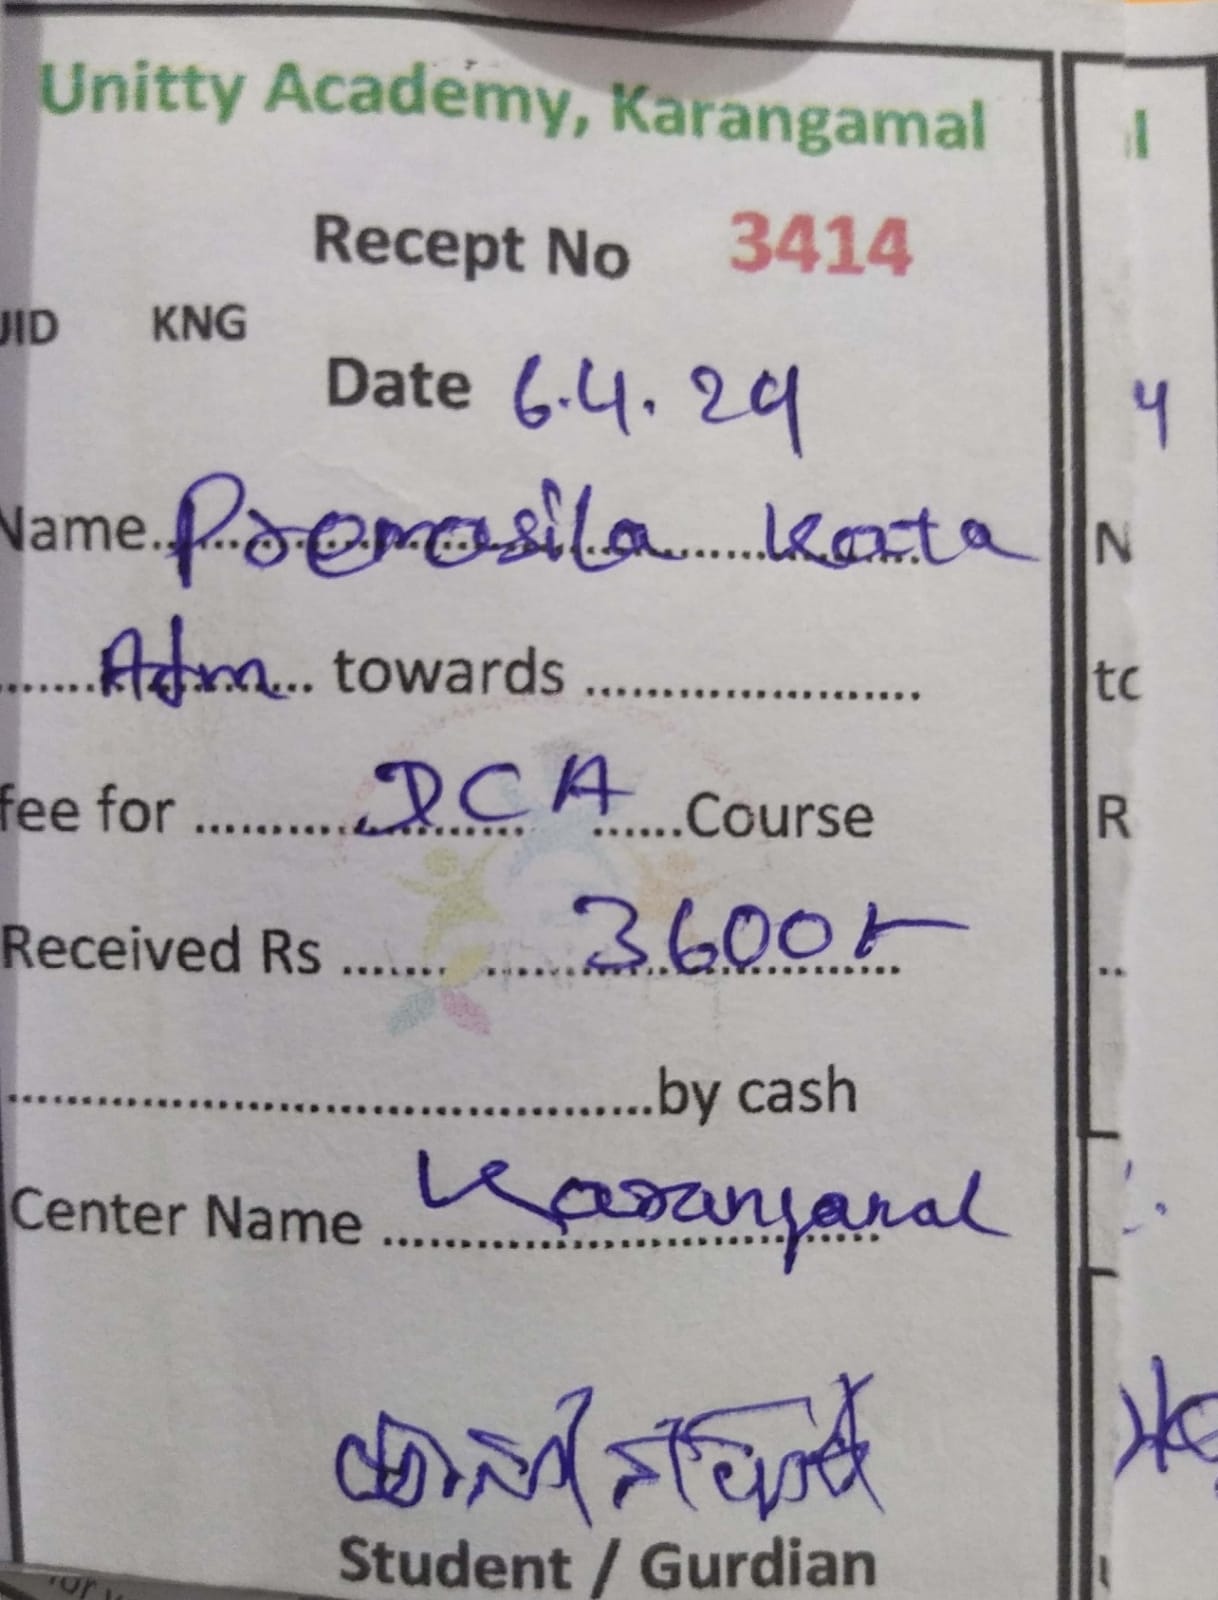 Unitty Academy, Karangamal
Recept No 3414
UID KNG
Date 6.4.24
Name Premasila Kata
Adm towards
fee for DCA Course
Received Rs 3600/-
by cash
Center Name Karangamal
Student / Gurdian